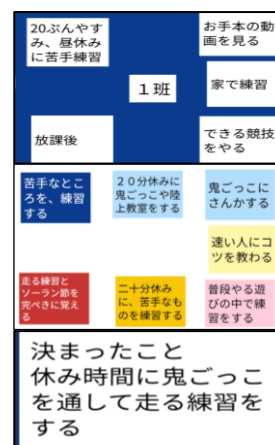 20ぶんやす
み、昼休み
に苦手練習
お手本の動
画を見る
1班
家で練習
放課後
できる競技
をやる
苦手なとこ
ろを、練習
する
２０分休みに
鬼ごっこや陸
上教室をする
鬼ごっこに
さんかする
速い人にコ
ツを教わる
走る練習と
ソーラン節を
完ぺきに覚え
る
二十分休み
に、苦手なも
のを練習する
普段やる遊
びの中で練
習をする
決まったこと
休み時間に鬼ごっこ
を通して走る練習を
する